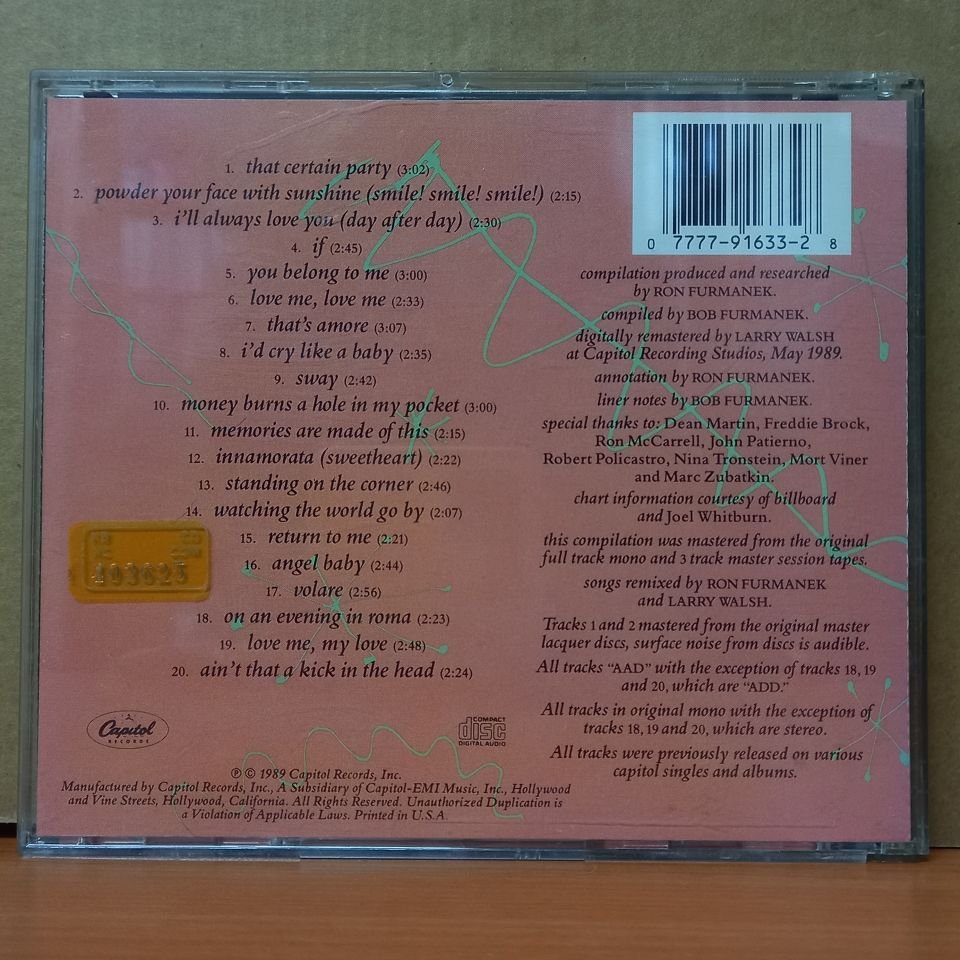 1. that certain party (3:02)
2. powder your face with sunshine (smile! smile! smile!) (2:15)
3. i'll always love you (day after day) (2:30)
4. if (2:45)
5. you belong to me (3:00)
6. love me, love me (2:33)
7. that's amore (3:07)
8. i'd cry like a baby (2:35)
9. sway (2:42)
10. money burns a hole in my pocket (3:00)
11. memories are made of this (2:15)
12. innamorata (sweetheart) (2:22)
13. standing on the corner (2:46)
14. watching the world go by (2:07)
15. return to me (2:21)
16. angel baby (2:44)
17. volare (2:56)
18. on an evening in roma (2:23)
19. love me, my love (2:48)
20. ain't that a kick in the head (2:24)
0 7777-91633-2 8
compilation produced and researched
by RON FURMANEK.
compiled by BOB FURMANEK.
digitally remastered by LARRY WALSH
at Capitol Recording Studios, May 1989.
annotation by RON FURMANEK.
liner notes by BOB FURMANEK.
special thanks to: Dean Martin, Freddie Brock,
Ron McCarrell, John Patierno,
Robert Policastro, Nina Tronstein, Mort Viner
and Marc Zubatkin.
chart information courtesy of billboard
and Joel Whitburn.
this compilation was mastered from the original
full track mono and 3 track master session tapes.
songs remixed by RON FURMANEK
and LARRY WALSH.
Tracks 1 and 2 mastered from the original master
lacquer discs, surface noise from discs is audible.
All tracks "AAD" with the exception of tracks 18, 19
and 20, which are "ADD."
All tracks in original mono with the exception of
tracks 18, 19 and 20, which are stereo.
All tracks were previously released on various
capitol singles and albums.
Capitol
RECORDS
COMPACT
disc
DIGITAL AUDIO
℗ © 1989 Capitol Records, Inc.
Manufactured by Capitol Records, Inc., A Subsidiary of Capitol-EMI Music, Inc., Hollywood
and Vine Streets, Hollywood, California. All Rights Reserved. Unauthorized Duplication is
a Violation of Applicable Laws. Printed in U.S.A.